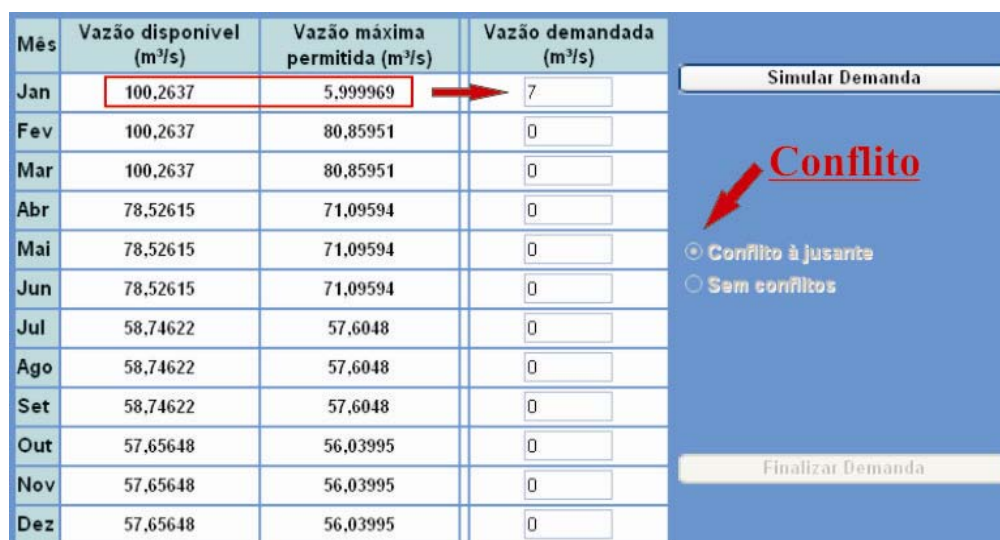 Mês Vazão disponível (m³/s) Vazão máxima permitida (m³/s) Vazão demandada (m³/s)
Jan 100,2637 5,999969 7
Fev 100,2637 80,85951 0
Mar 100,2637 80,85951 0
Abr 78,52615 71,09594 0
Mai 78,52615 71,09594 0
Jun 78,52615 71,09594 0
Jul 58,74622 57,6048 0
Ago 58,74622 57,6048 0
Set 58,74622 57,6048 0
Out 57,65648 56,03995 0
Nov 57,65648 56,03995 0
Dez 57,65648 56,03995 0
Simular Demanda
Conflito
Conflito à jusante
Sem conflitos
Finalizar Demanda